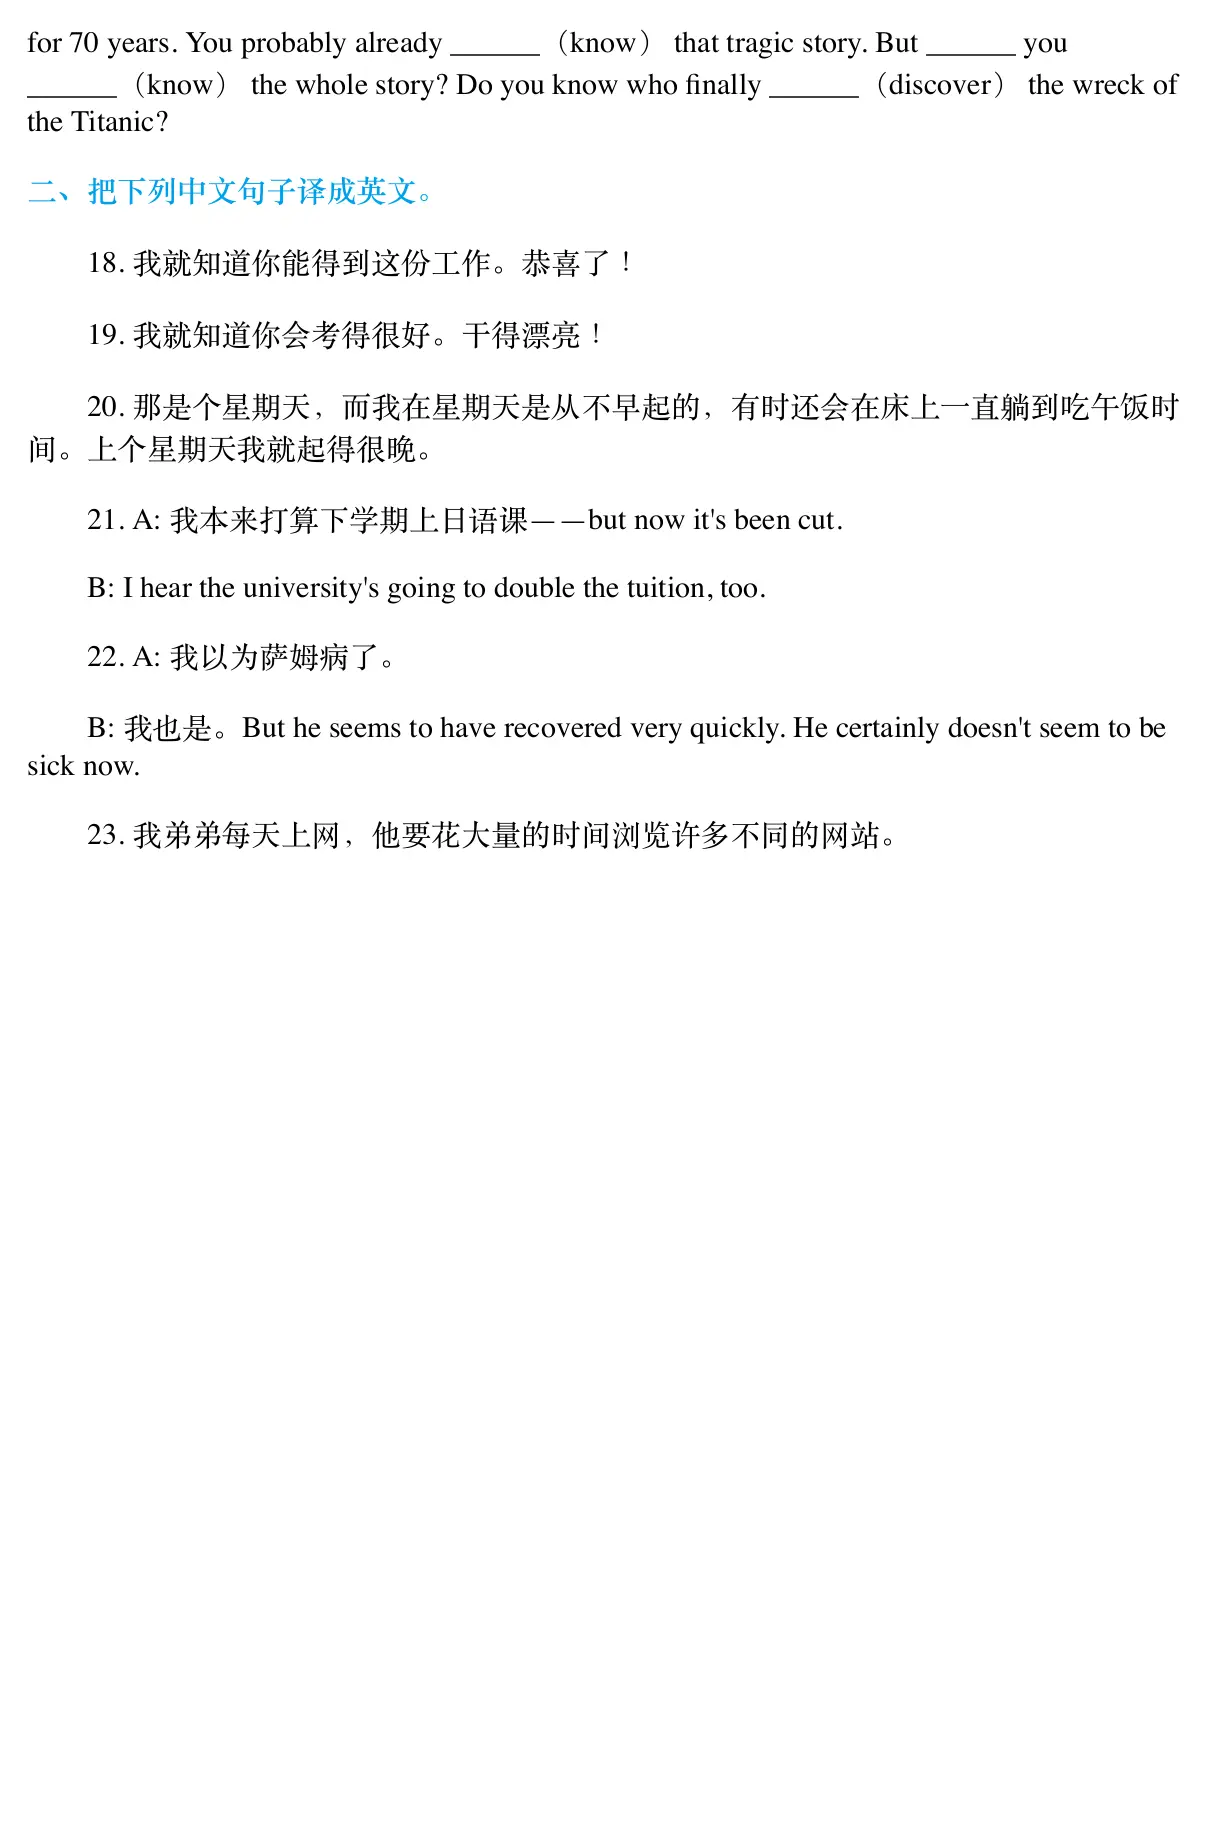 for 70 years. You probably already ______（know） that tragic story. But ______ you
______（know） the whole story? Do you know who finally ______（discover） the wreck of
the Titanic?
二、把下列中文句子译成英文。
18. 我就知道你能得到这份工作。恭喜了！
19. 我就知道你会考得很好。干得漂亮！
20. 那是个星期天，而我在星期天是从不早起的，有时还会在床上一直躺到吃午饭时
间。上个星期天我就起得很晚。
21. A: 我本来打算下学期上日语课——but now it's been cut.
B: I hear the university's going to double the tuition, too.
22. A: 我以为萨姆病了。
B: 我也是。But he seems to have recovered very quickly. He certainly doesn't seem to be
sick now.
23. 我弟弟每天上网，他要花大量的时间浏览许多不同的网站。